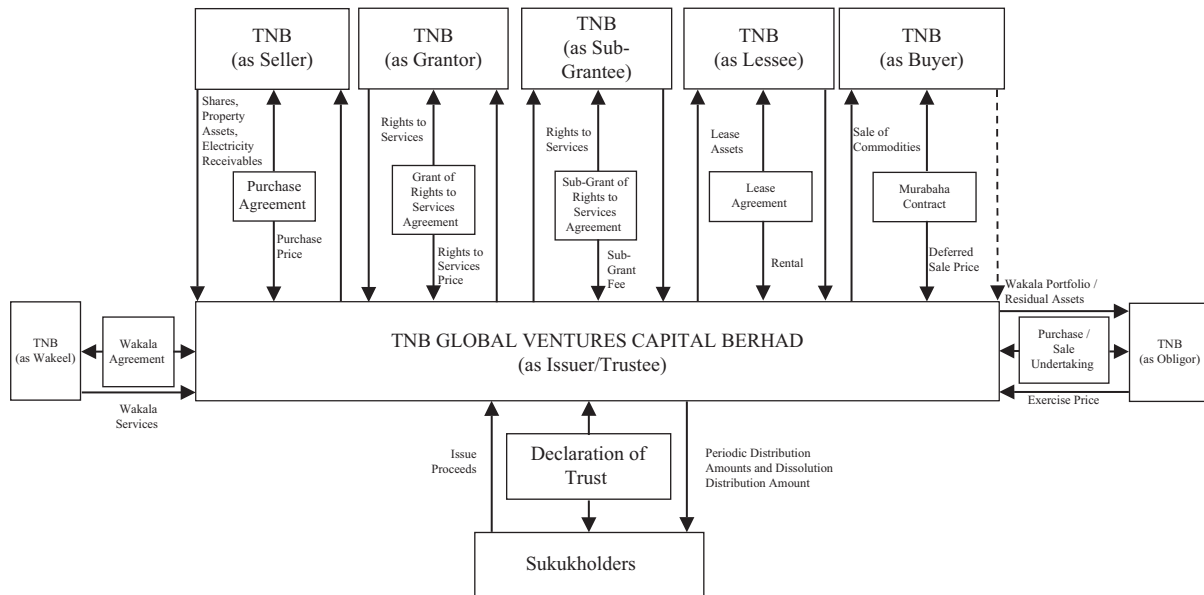 TNB
(as Seller)
TNB
(as Grantor)
TNB
(as Sub-
Grantee)
TNB
(as Lessee)
TNB
(as Buyer)
Shares,
Property
Assets,
Electricity
Receivables
Purchase
Agreement
Purchase
Price
Rights to
Services
Grant of
Rights to
Services
Agreement
Rights to
Services
Price
Rights to
Services
Sub-Grant of
Rights to
Services
Agreement
Sub-
Grant
Fee
Lease
Assets
Lease
Agreement
Rental
Sale of
Commodities
Murabaha
Contract
Deferred
Sale Price
TNB
(as Wakeel)
Wakala
Agreement
Wakala
Services
TNB GLOBAL VENTURES CAPITAL BERHAD
(as Issuer/Trustee)
Wakala Portfolio /
Residual Assets
Purchase /
Sale
Undertaking
Exercise Price
TNB
(as Obligor)
Issue
Proceeds
Declaration of
Trust
Periodic Distribution
Amounts and Dissolution
Distribution Amount
Sukukholders